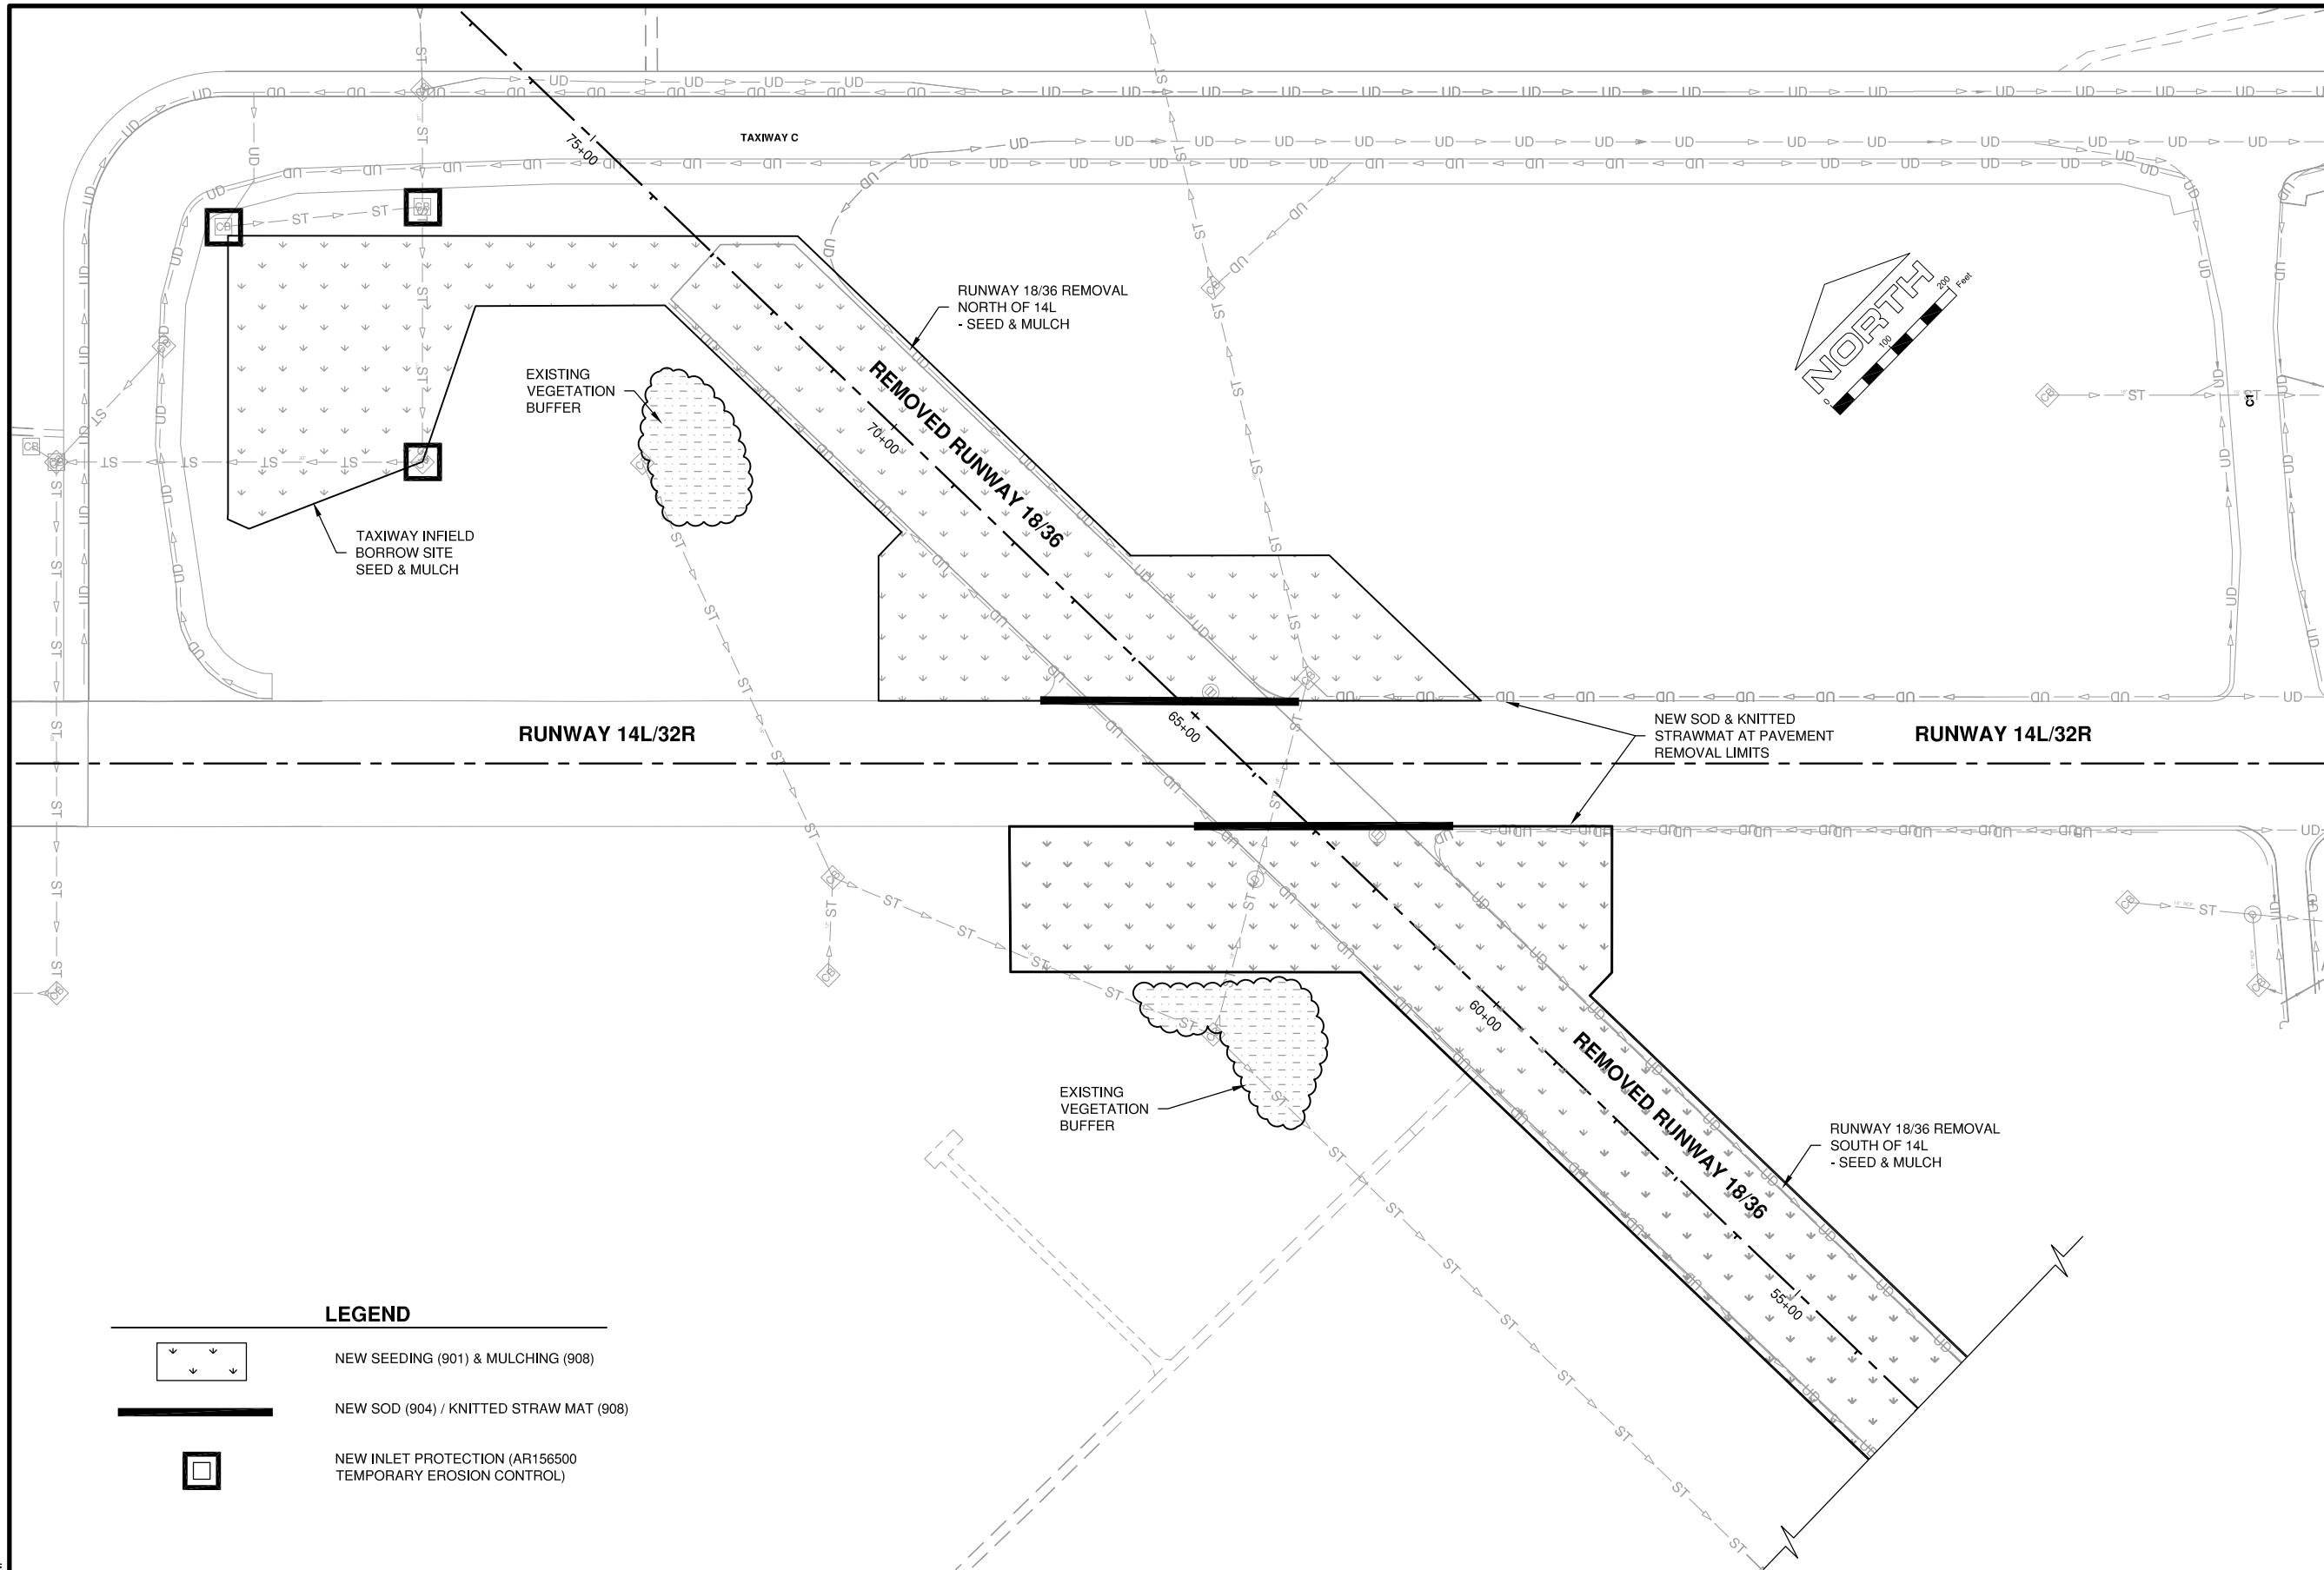 TAXIWAY C
75+00
RUNWAY 18/36 REMOVAL
NORTH OF 14L
- SEED & MULCH
NORTH
0
100
200
Feet
EXISTING
VEGETATION
BUFFER
REMOVED RUNWAY 18/36
70+00
C1
TAXIWAY INFIELD
BORROW SITE
SEED & MULCH
65+00
RUNWAY 14L/32R
NEW SOD & KNITTED
STRAWMAT AT PAVEMENT
REMOVAL LIMITS
RUNWAY 14L/32R
60+00
REMOVED RUNWAY 18/36
EXISTING
VEGETATION
BUFFER
RUNWAY 18/36 REMOVAL
SOUTH OF 14L
- SEED & MULCH
55+00
UD
ST
CB
LEGEND
NEW SEEDING (901) & MULCHING (908)
NEW SOD (904) / KNITTED STRAW MAT (908)
NEW INLET PROTECTION (AR156500
TEMPORARY EROSION CONTROL)